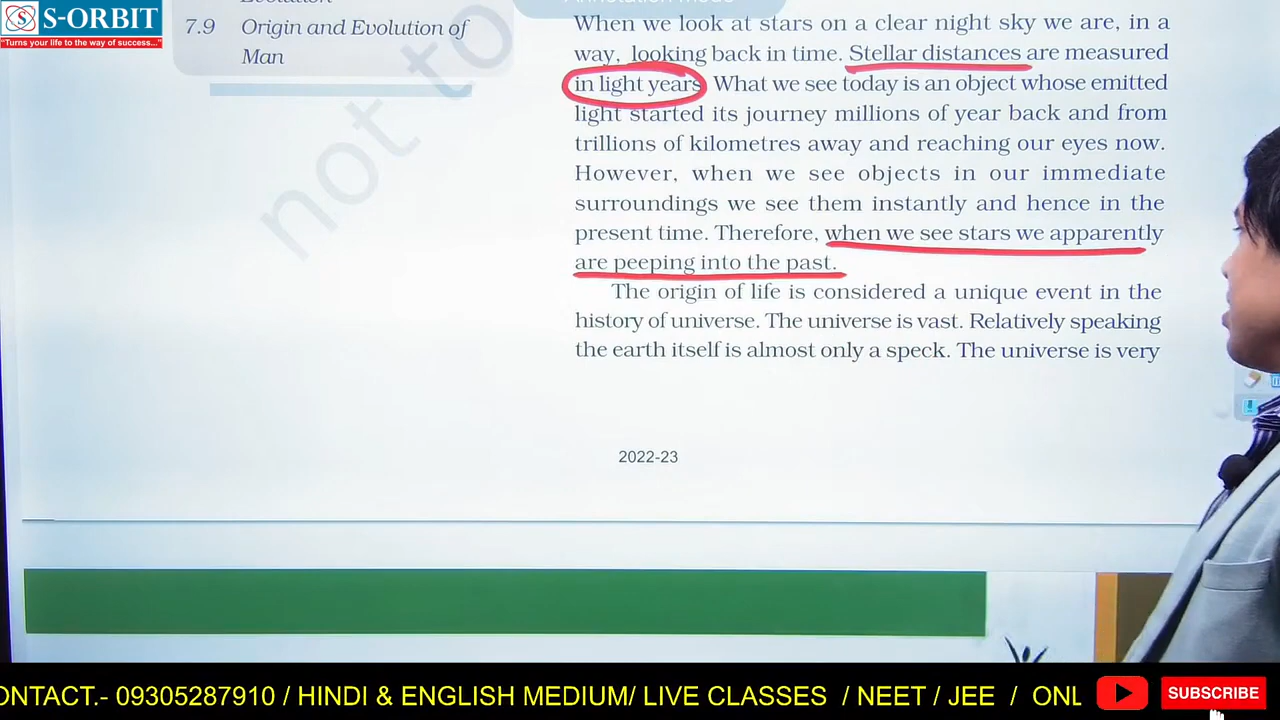 S-ORBIT
"Turns your life to the way of success..."
7.9 Origin and Evolution of
Man
not to
When we look at stars on a clear night sky we are, in a
way, looking back in time. Stellar distances are measured
in light years. What we see today is an object whose emitted
light started its journey millions of year back and from
trillions of kilometres away and reaching our eyes now.
However, when we see objects in our immediate
surroundings we see them instantly and hence in the
present time. Therefore, when we see stars we apparently
are peeping into the past.
The origin of life is considered a unique event in the
history of universe. The universe is vast. Relatively speaking
the earth itself is almost only a speck. The universe is very
2022-23
ONTACT.- 09305287910 / HINDI & ENGLISH MEDIUM/ LIVE CLASSES / NEET / JEE / ONL
SUBSCRIBE